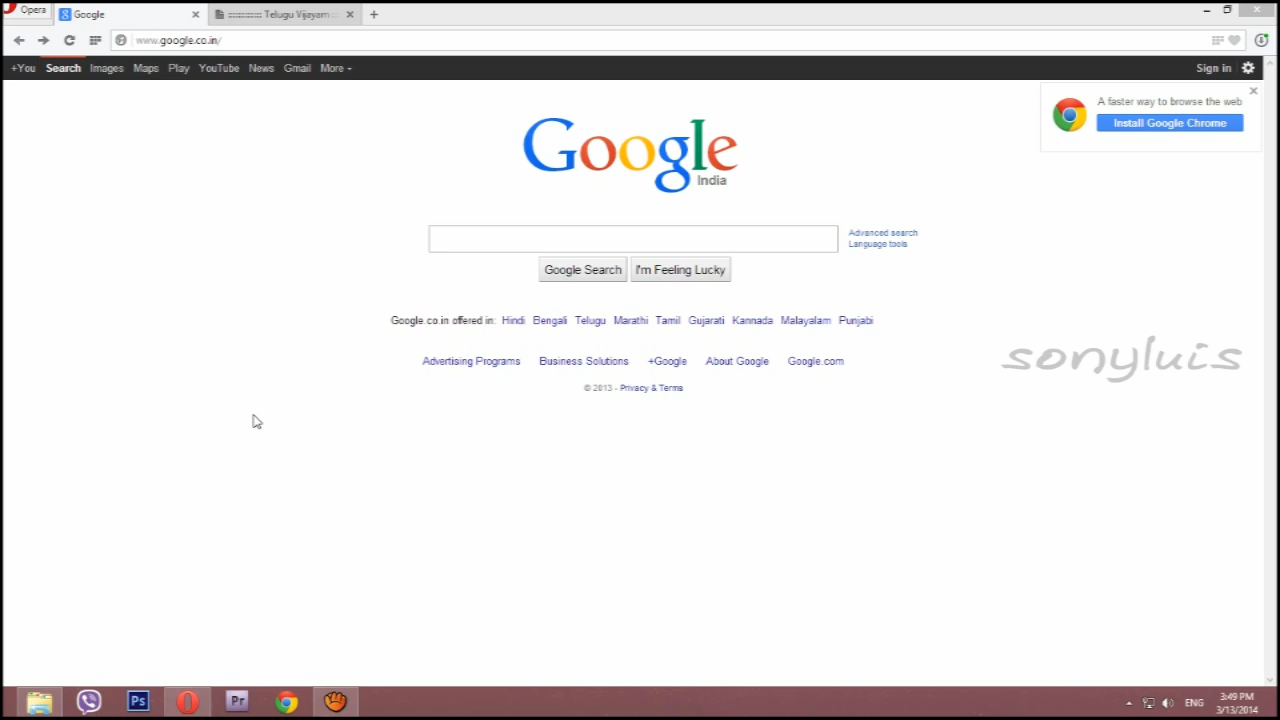 Opera
Google
:::::::::::::: Telugu Vijayam ::
www.google.co.in/
+You Search Images Maps Play YouTube News Gmail More
Sign in
A faster way to browse the web
Install Google Chrome
Google
India
Advanced search
Language tools
Google Search I'm Feeling Lucky
Google.co.in offered in: Hindi Bengali Telugu Marathi Tamil Gujarati Kannada Malayalam Punjabi
sonyluis
Advertising Programs Business Solutions +Google About Google Google.com
© 2013 - Privacy & Terms
Ps
Pr
ENG
3:49 PM
3/13/2014